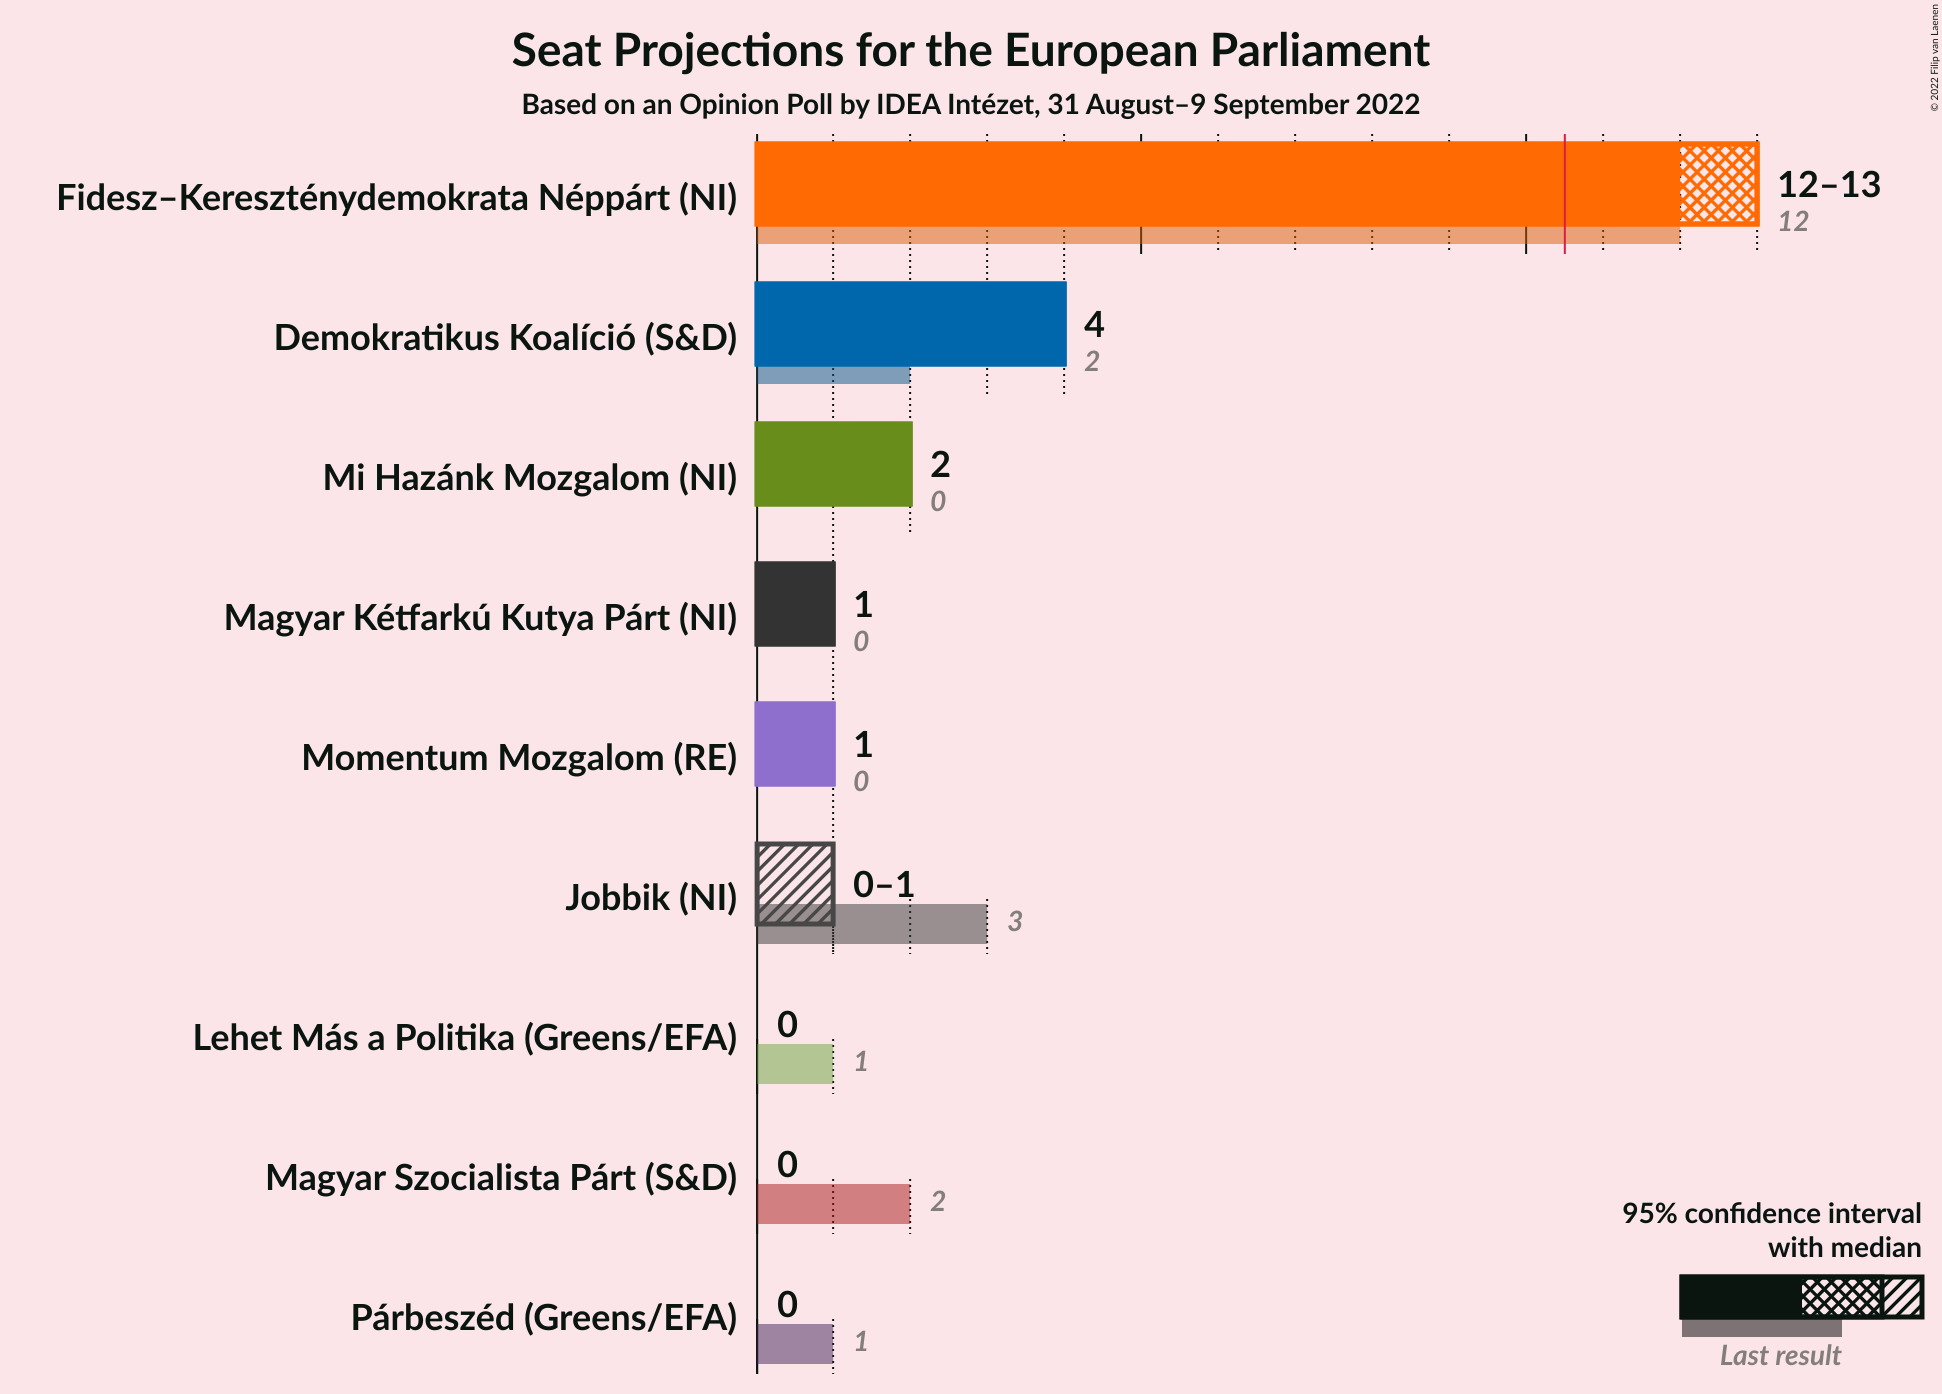 Seat Projections for the European Parliament
Based on an Opinion Poll by IDEA Intézet, 31 August–9 September 2022
© 2022 Filip van Laenen
Fidesz–Kereszténydemokrata Néppárt (NI)
12–13
12
Demokratikus Koalíció (S&D)
4
2
Mi Hazánk Mozgalom (NI)
2
0
Magyar Kétfarkú Kutya Párt (NI)
1
0
Momentum Mozgalom (RE)
1
0
Jobbik (NI)
0–1
3
Lehet Más a Politika (Greens/EFA)
0
1
Magyar Szocialista Párt (S&D)
0
2
Párbeszéd (Greens/EFA)
0
1
95% confidence interval
with median
Last result